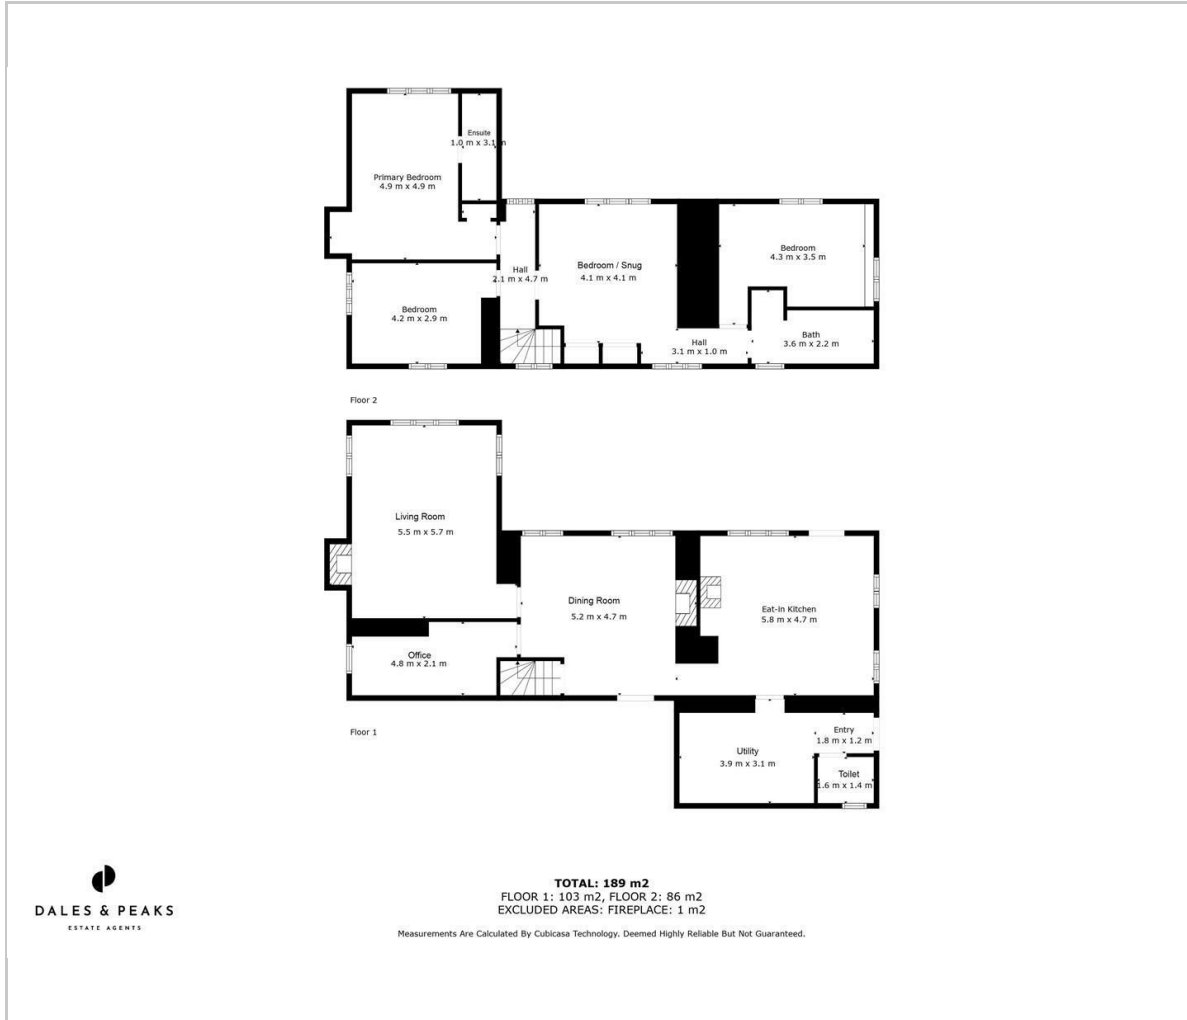 Ensuite
1.0 m x 3.1 m
Primary Bedroom
4.9 m x 4.9 m
Bedroom
4.3 m x 3.5 m
Bedroom / Snug
4.1 m x 4.1 m
Hall
2.1 m x 4.7 m
Bedroom
4.2 m x 2.9 m
Bath
3.6 m x 2.2 m
Hall
3.1 m x 1.0 m
Floor 2
Living Room
5.5 m x 5.7 m
Dining Room
5.2 m x 4.7 m
Eat-in Kitchen
5.8 m x 4.7 m
Office
4.8 m x 2.1 m
Floor 1
Entry
1.8 m x 1.2 m
Utility
3.9 m x 3.1 m
Toilet
1.6 m x 1.4 m
DALES & PEAKS
ESTATE AGENTS
TOTAL: 189 m2
FLOOR 1: 103 m2, FLOOR 2: 86 m2
EXCLUDED AREAS: FIREPLACE: 1 m2
Measurements Are Calculated By Cubicasa Technology. Deemed Highly Reliable But Not Guaranteed.